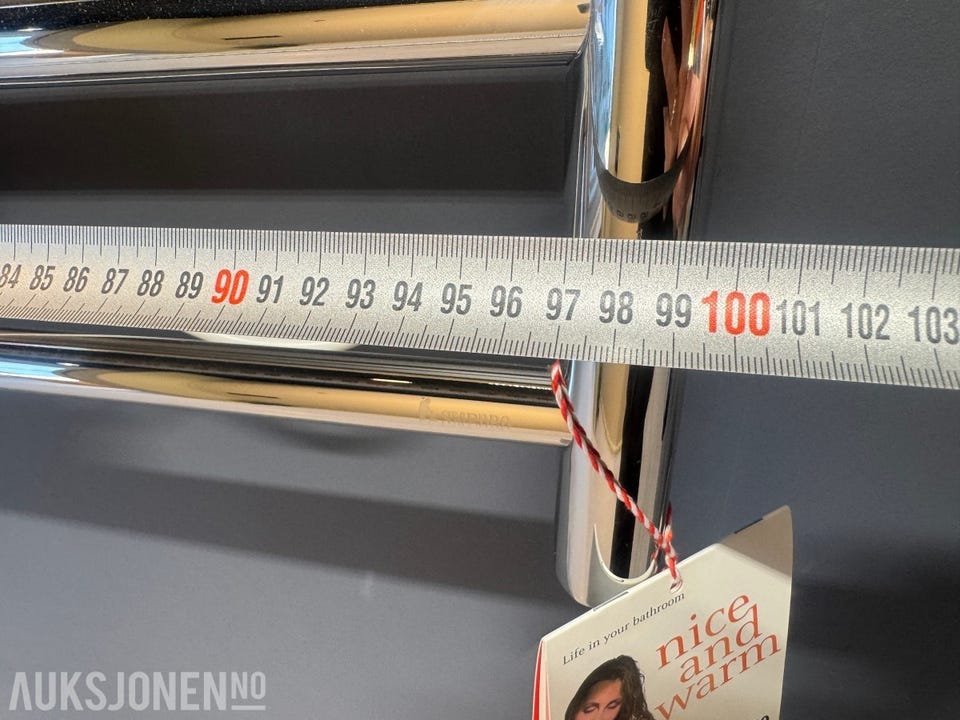 84 85 86 87 88 89 90 91 92 93 94 95 96 97 98 99 100 101 102 103
Life in your bathroom
nice
and
warm
AUKSJONEN.NO